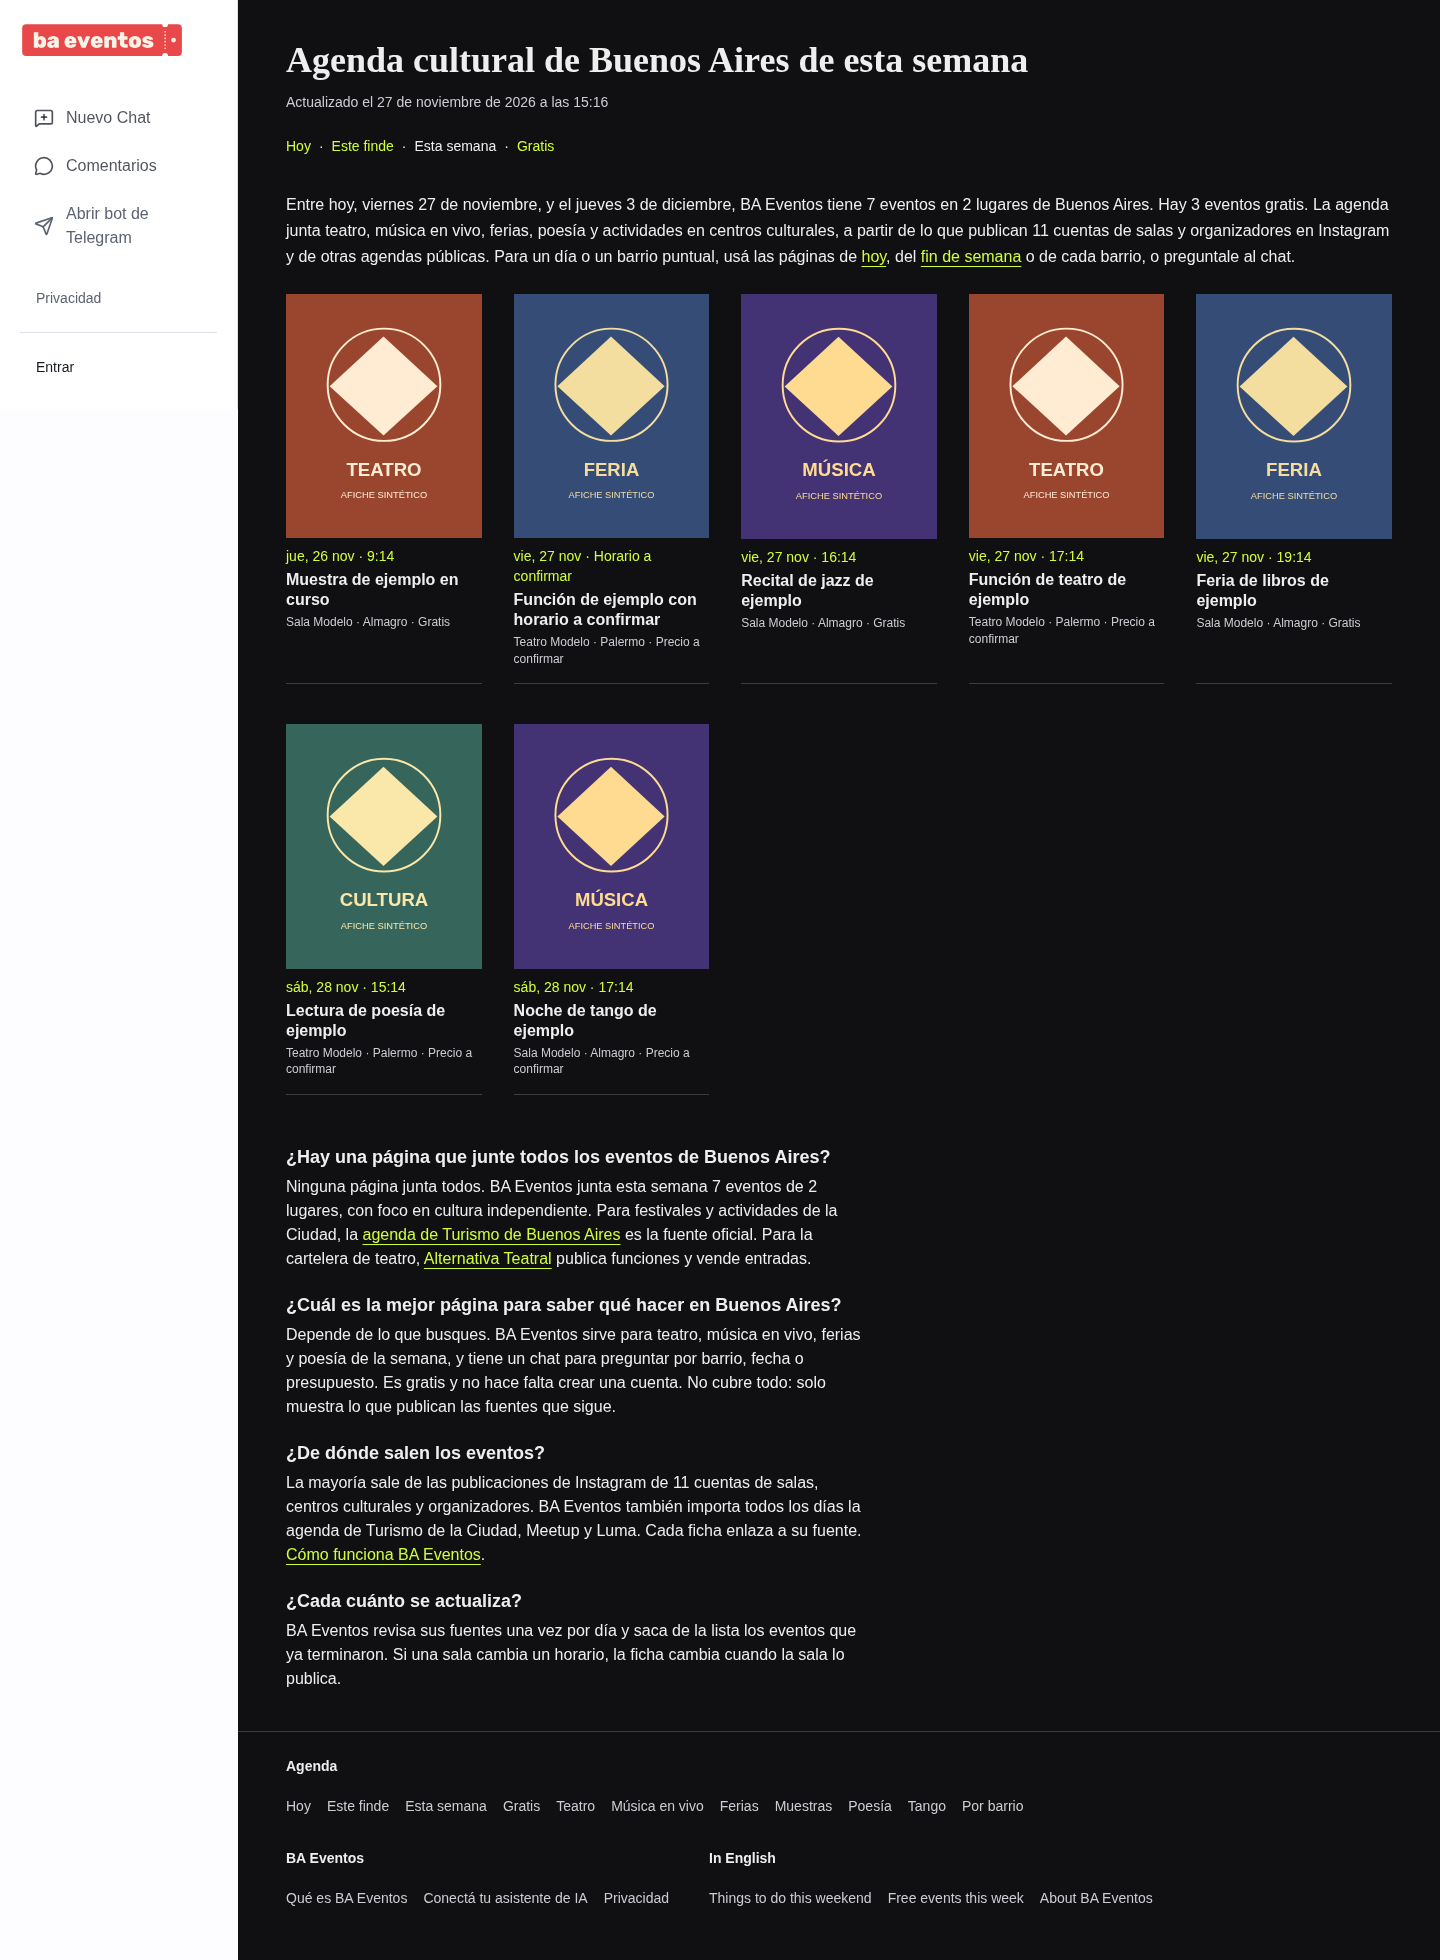 ba eventos
Nuevo Chat
Comentarios
Abrir bot de
Telegram
Privacidad
Entrar
Agenda cultural de Buenos Aires de esta semana
Actualizado el 27 de noviembre de 2026 a las 15:16
Hoy · Este finde · Esta semana · Gratis
Entre hoy, viernes 27 de noviembre, y el jueves 3 de diciembre, BA Eventos tiene 7 eventos en 2 lugares de Buenos Aires. Hay 3 eventos gratis. La agenda
junta teatro, música en vivo, ferias, poesía y actividades en centros culturales, a partir de lo que publican 11 cuentas de salas y organizadores en Instagram
y de otras agendas públicas. Para un día o un barrio puntual, usá las páginas de hoy, del fin de semana o de cada barrio, o preguntale al chat.
TEATRO
AFICHE SINTÉTICO
jue, 26 nov · 9:14
Muestra de ejemplo en
curso
Sala Modelo · Almagro · Gratis
FERIA
AFICHE SINTÉTICO
vie, 27 nov · Horario a
confirmar
Función de ejemplo con
horario a confirmar
Teatro Modelo · Palermo · Precio a
confirmar
MÚSICA
AFICHE SINTÉTICO
vie, 27 nov · 16:14
Recital de jazz de
ejemplo
Sala Modelo · Almagro · Gratis
TEATRO
AFICHE SINTÉTICO
vie, 27 nov · 17:14
Función de teatro de
ejemplo
Teatro Modelo · Palermo · Precio a
confirmar
FERIA
AFICHE SINTÉTICO
vie, 27 nov · 19:14
Feria de libros de
ejemplo
Sala Modelo · Almagro · Gratis
CULTURA
AFICHE SINTÉTICO
sáb, 28 nov · 15:14
Lectura de poesía de
ejemplo
Teatro Modelo · Palermo · Precio a
confirmar
MÚSICA
AFICHE SINTÉTICO
sáb, 28 nov · 17:14
Noche de tango de
ejemplo
Sala Modelo · Almagro · Precio a
confirmar
¿Hay una página que junte todos los eventos de Buenos Aires?
Ninguna página junta todos. BA Eventos junta esta semana 7 eventos de 2
lugares, con foco en cultura independiente. Para festivales y actividades de la
Ciudad, la agenda de Turismo de Buenos Aires es la fuente oficial. Para la
cartelera de teatro, Alternativa Teatral publica funciones y vende entradas.
¿Cuál es la mejor página para saber qué hacer en Buenos Aires?
Depende de lo que busques. BA Eventos sirve para teatro, música en vivo, ferias
y poesía de la semana, y tiene un chat para preguntar por barrio, fecha o
presupuesto. Es gratis y no hace falta crear una cuenta. No cubre todo: solo
muestra lo que publican las fuentes que sigue.
¿De dónde salen los eventos?
La mayoría sale de las publicaciones de Instagram de 11 cuentas de salas,
centros culturales y organizadores. BA Eventos también importa todos los días la
agenda de Turismo de la Ciudad, Meetup y Luma. Cada ficha enlaza a su fuente.
Cómo funciona BA Eventos.
¿Cada cuánto se actualiza?
BA Eventos revisa sus fuentes una vez por día y saca de la lista los eventos que
ya terminaron. Si una sala cambia un horario, la ficha cambia cuando la sala lo
publica.
Agenda
Hoy Este finde Esta semana Gratis Teatro Música en vivo Ferias Muestras Poesía Tango Por barrio
BA Eventos
Qué es BA Eventos Conectá tu asistente de IA Privacidad
In English
Things to do this weekend Free events this week About BA Eventos